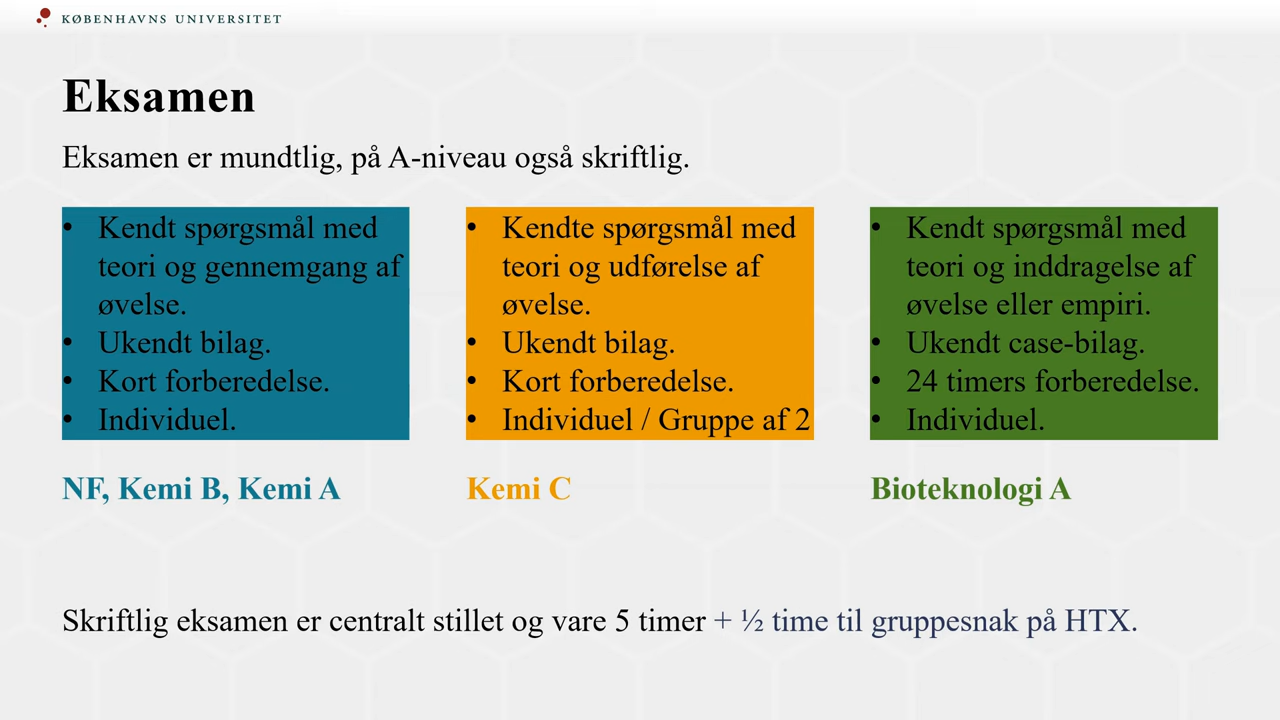 KØBENHAVNS UNIVERSITET
Eksamen
Eksamen er mundtlig, på A-niveau også skriftlig.
• Kendt spørgsmål med
teori og gennemgang af
øvelse.
• Ukendt bilag.
• Kort forberedelse.
• Individuel.
NF, Kemi B, Kemi A
• Kendte spørgsmål med
teori og udførelse af
øvelse.
• Ukendt bilag.
• Kort forberedelse.
• Individuel / Gruppe af 2
Kemi C
• Kendt spørgsmål med
teori og inddragelse af
øvelse eller empiri.
• Ukendt case-bilag.
• 24 timers forberedelse.
• Individuel.
Bioteknologi A
Skriftlig eksamen er centralt stillet og vare 5 timer + ½ time til gruppesnak på HTX.